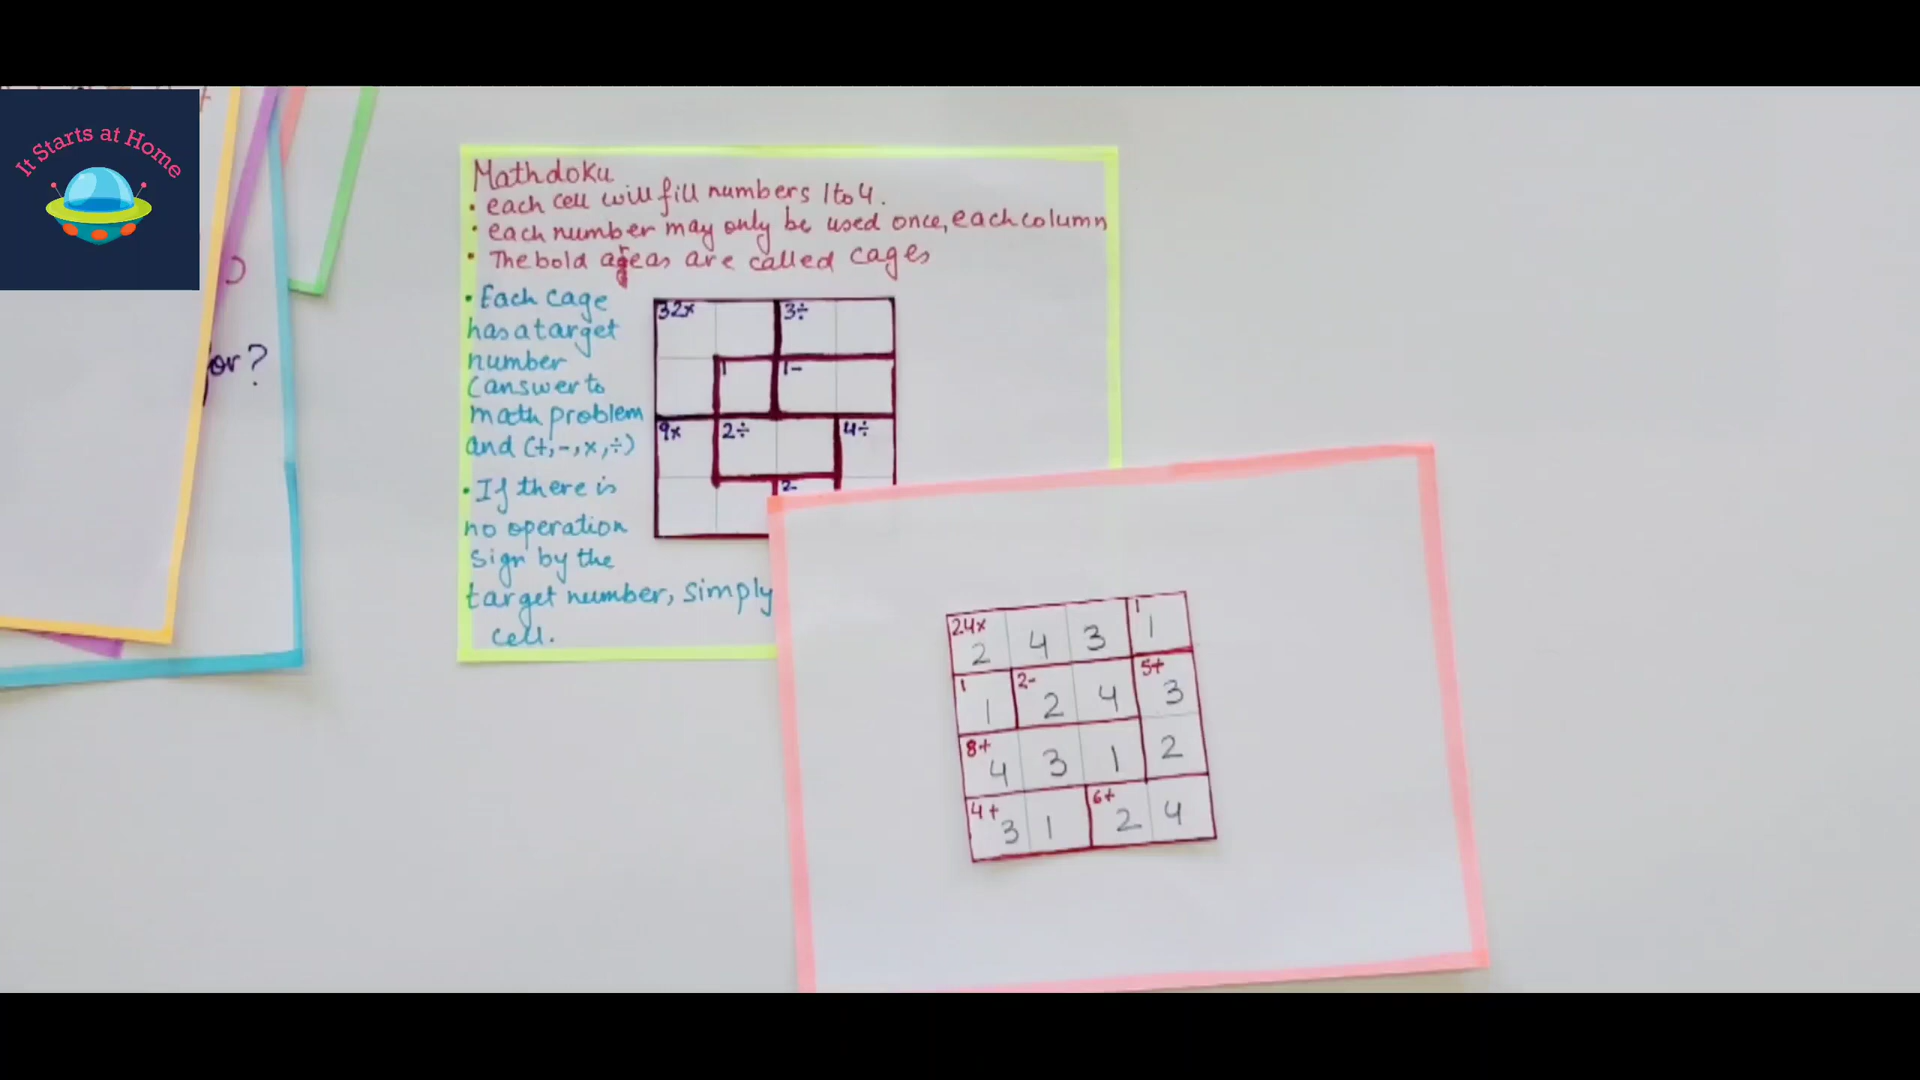 It Starts at Home
or?
Mathdoku
• each cell will fill numbers 1 to 4.
• each number may only be used once, each column
• The bold areas are called cages
• Each cage
has a target
number
(answer to
math problem
and (+,-,x,÷)
• If there is
no operation
sign by the
target number, simply
cell.
32x 3÷
1 1-
9x 2÷ 4÷
2-
24x 1
2 4 3 1
1 2- 5+
1 2 4 3
8+
4 3 1 2
4+ 6+
3 1 2 4